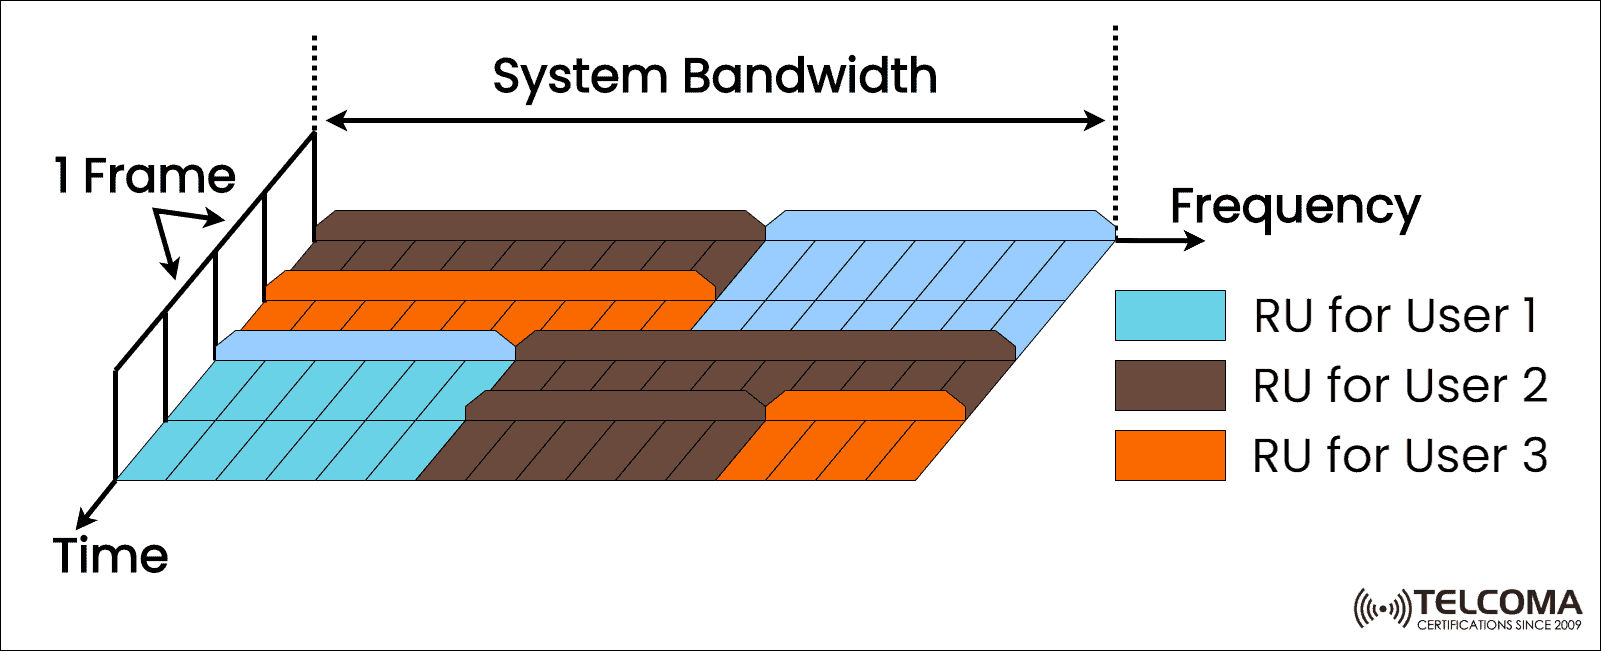 System Bandwidth
1 Frame
Frequency
RU for User 1
RU for User 2
RU for User 3
Time
TELCOMA
CERTIFICATIONS SINCE 2009